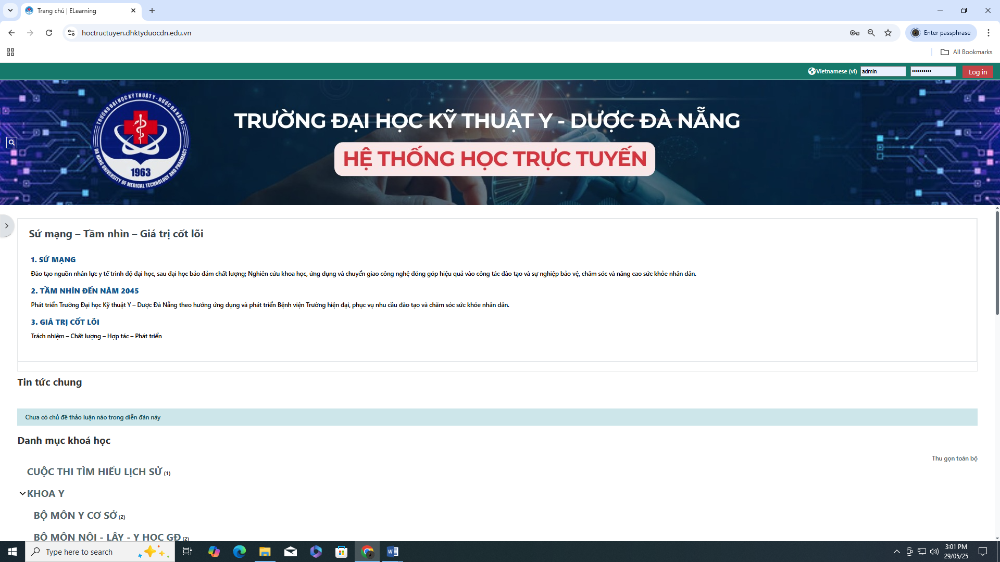 Trang chủ | ELearning
hoctructuyen.dhktyduocdn.edu.vn
Enter passphrase
All Bookmarks
Vietnamese (vi)
admin
••••••••••
Log in
TRƯỜNG ĐẠI HỌC KỸ THUẬT Y - DƯỢC ĐÀ NẴNG
DA NANG UNIVERSITY OF MEDICAL TECHNOLOGY AND PHARMACY
1963
TRƯỜNG ĐẠI HỌC KỸ THUẬT Y - DƯỢC ĐÀ NẴNG
HỆ THỐNG HỌC TRỰC TUYẾN
Sứ mạng – Tầm nhìn – Giá trị cốt lõi
1. SỨ MẠNG
Đào tạo nguồn nhân lực y tế trình độ đại học, sau đại học bảo đảm chất lượng; Nghiên cứu khoa học, ứng dụng và chuyển giao công nghệ đóng góp hiệu quả vào công tác đào tạo và sự nghiệp bảo vệ, chăm sóc và nâng cao sức khỏe nhân dân.
2. TẦM NHÌN ĐẾN NĂM 2045
Phát triển Trường Đại học Kỹ thuật Y – Dược Đà Nẵng theo hướng ứng dụng và phát triển Bệnh viện Trường hiện đại, phục vụ nhu cầu đào tạo và chăm sóc sức khỏe nhân dân.
3. GIÁ TRỊ CỐT LÕI
Trách nhiệm – Chất lượng – Hợp tác – Phát triển
Tin tức chung
Chưa có chủ đề thảo luận nào trong diễn đàn này
Danh mục khoá học
Thu gọn toàn bộ
CUỘC THI TÌM HIỂU LỊCH SỬ (1)
KHOA Y
BỘ MÔN Y CƠ SỞ (2)
BỘ MÔN NỘI - LÂY - Y HỌC GĐ (2)
Type here to search
3:01 PM
29/05/25